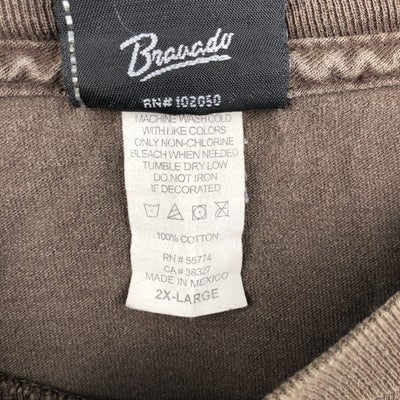 Bravado
RN# 102050
MACHINE WASH COLD
WITH LIKE COLORS
ONLY NON-CHLORINE
BLEACH WHEN NEEDED
TUMBLE DRY LOW
DO NOT IRON
IF DECORATED
100% COTTON
RN # 55774
CA # 38327
MADE IN MEXICO
2X-LARGE